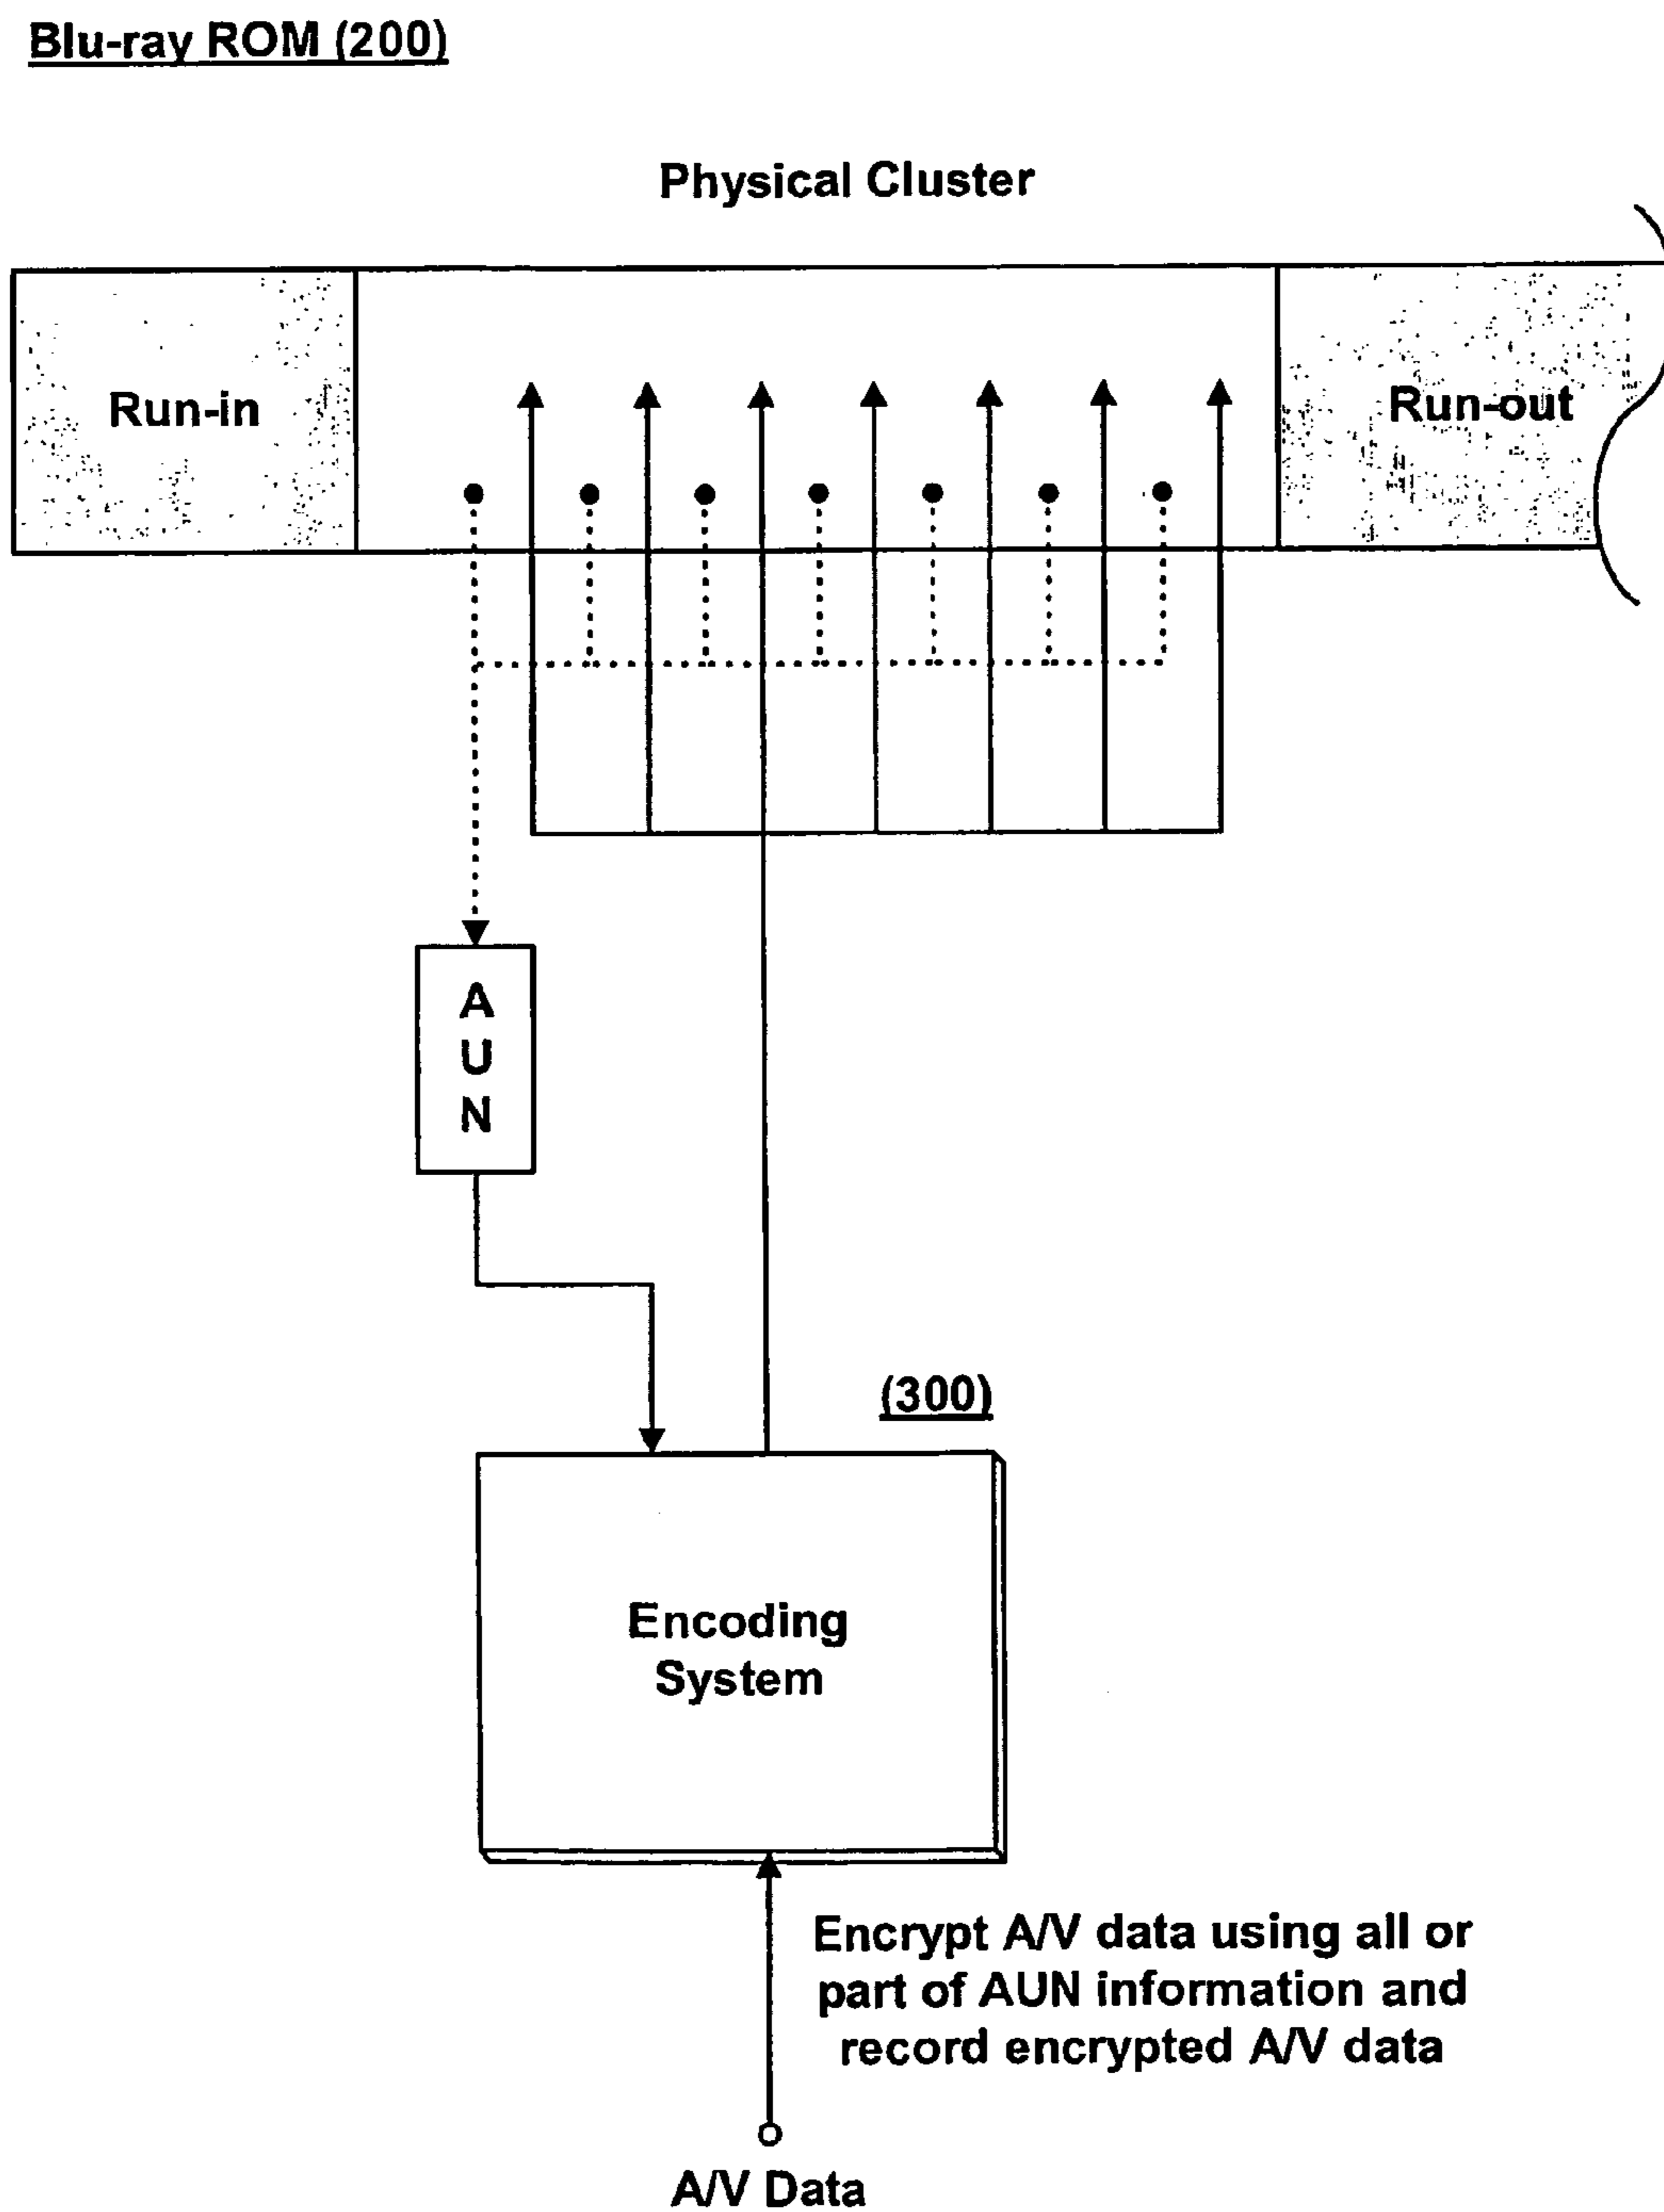 Blu-ray ROM (200)
Physical Cluster
Run-in
Run-out
A
U
N
(300)
Encoding
System
Encrypt A/V data using all or
part of AUN information and
record encrypted A/V data
A/V Data